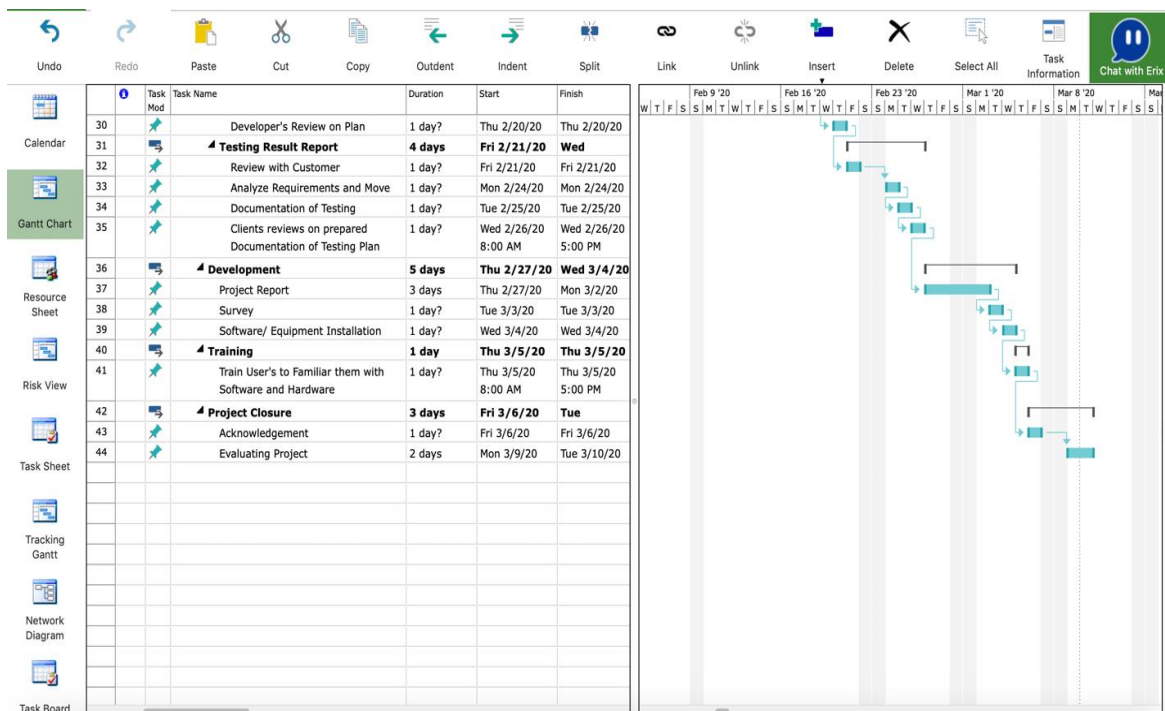 Undo Redo Paste Cut Copy Outdent Indent Split Link Unlink Insert Delete Select All Task Information Chat with Erix
Calendar
Gantt Chart
Resource Sheet
Risk View
Task Sheet
Tracking Gantt
Network Diagram
Task Board
Task Mod Task Name Duration Start Finish
30 Developer's Review on Plan 1 day? Thu 2/20/20 Thu 2/20/20
31 Testing Result Report 4 days Fri 2/21/20 Wed
32 Review with Customer 1 day? Fri 2/21/20 Fri 2/21/20
33 Analyze Requirements and Move 1 day? Mon 2/24/20 Mon 2/24/20
34 Documentation of Testing 1 day? Tue 2/25/20 Tue 2/25/20
35 Clients reviews on prepared 1 day? Wed 2/26/20 Wed 2/26/20
Documentation of Testing Plan 8:00 AM 5:00 PM
36 Development 5 days Thu 2/27/20 Wed 3/4/20
37 Project Report 3 days Thu 2/27/20 Mon 3/2/20
38 Survey 1 day? Tue 3/3/20 Tue 3/3/20
39 Software/ Equipment Installation 1 day? Wed 3/4/20 Wed 3/4/20
40 Training 1 day Thu 3/5/20 Thu 3/5/20
41 Train User's to Familiar them with 1 day? Thu 3/5/20 Thu 3/5/20
Software and Hardware 8:00 AM 5:00 PM
42 Project Closure 3 days Fri 3/6/20 Tue
43 Acknowledgement 1 day? Fri 3/6/20 Fri 3/6/20
44 Evaluating Project 2 days Mon 3/9/20 Tue 3/10/20
Feb 9 '20 Feb 16 '20 Feb 23 '20 Mar 1 '20 Mar 8 '20 Mar
W T F S S M T W T F S S M T W T F S S M T W T F S S M T W T F S S M T W T F S S